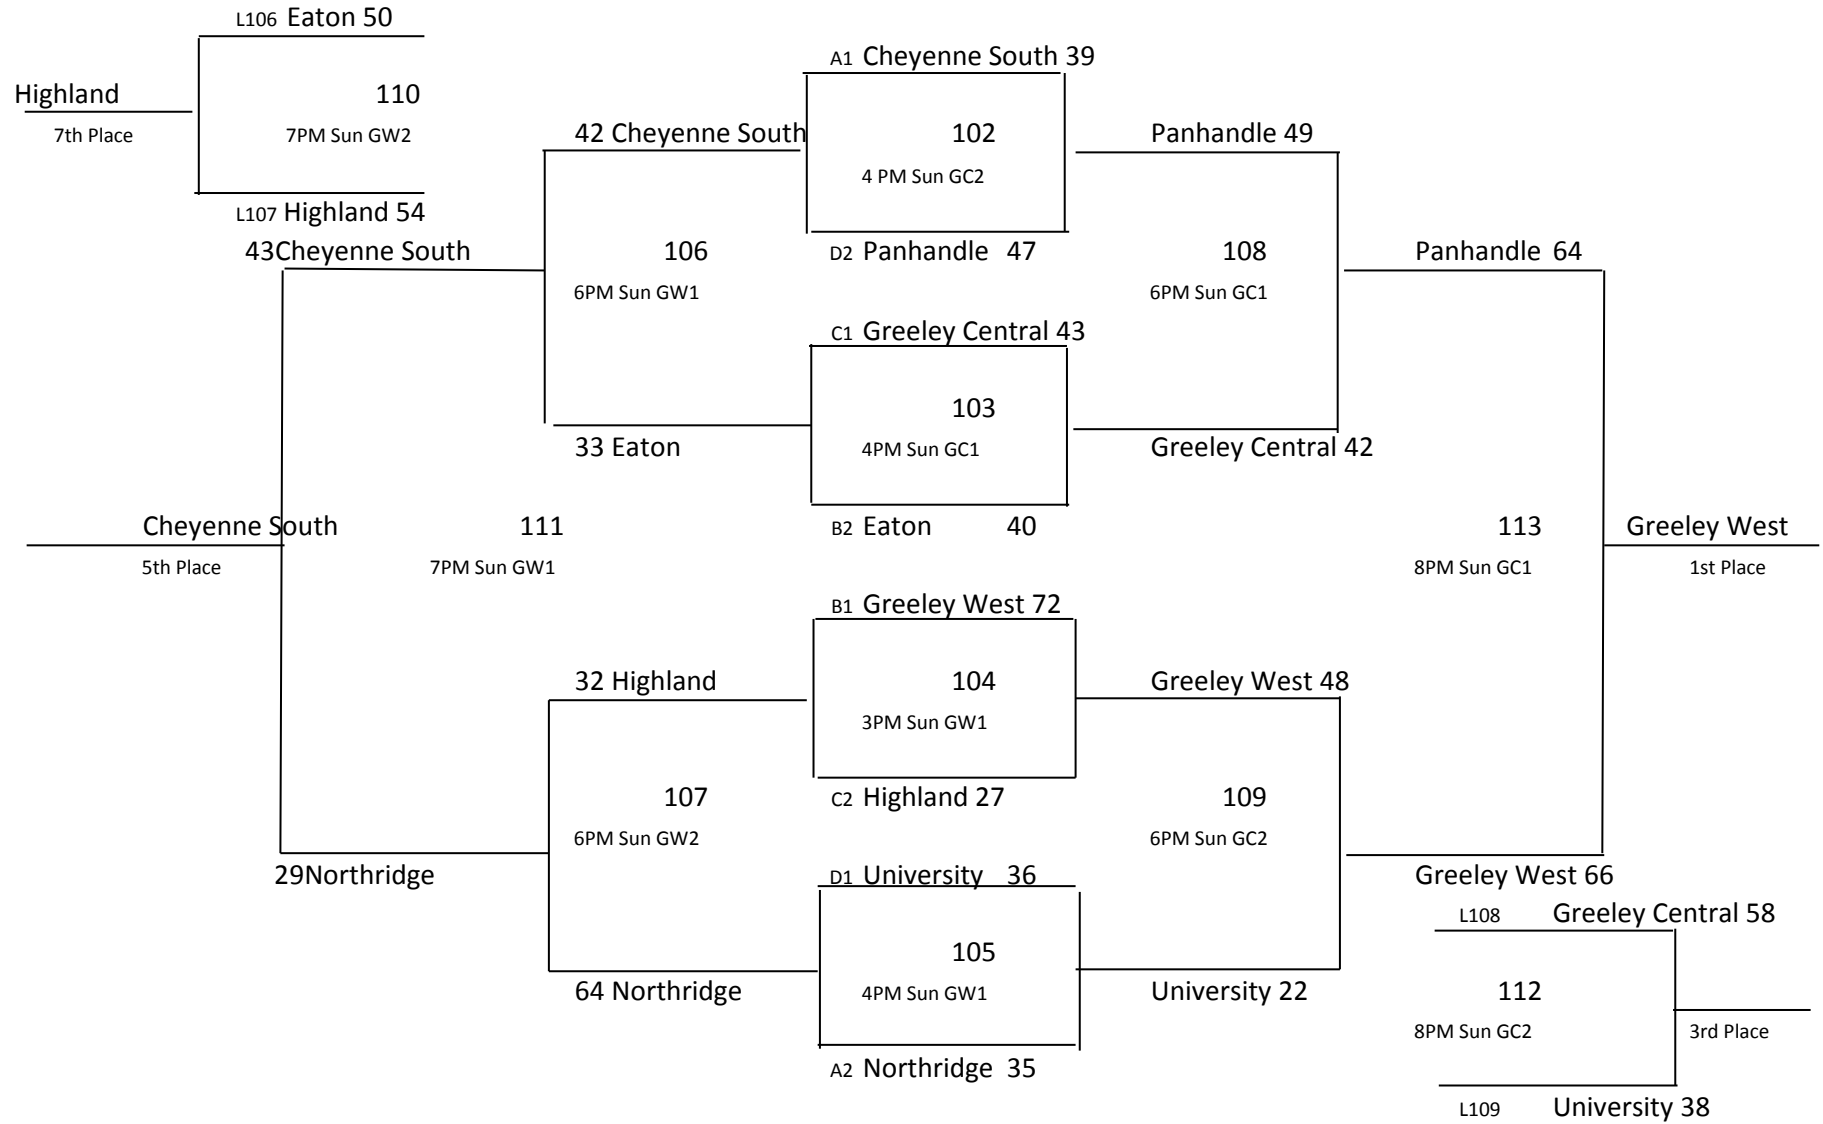 L106 Eaton 50
A1 Cheyenne South 39
Highland 110
7th Place 7PM Sun GW2
42 Cheyenne South 102 Panhandle 49
4 PM Sun GC2
L107 Highland 54
43Cheyenne South 106 D2 Panhandle 47 108 Panhandle 64
6PM Sun GW1 6PM Sun GC1
C1 Greeley Central 43
103
33 Eaton 4PM Sun GC1 Greeley Central 42
Cheyenne South 111 B2 Eaton 40 113 Greeley West
5th Place 7PM Sun GW1 8PM Sun GC1 1st Place
B1 Greeley West 72
32 Highland 104 Greeley West 48
3PM Sun GW1
107 C2 Highland 27 109
6PM Sun GW2 6PM Sun GC2
29Northridge D1 University 36 Greeley West 66
L108 Greeley Central 58
105
64 Northridge 4PM Sun GW1 University 22 112
8PM Sun GC2 3rd Place
A2 Northridge 35
L109 University 38